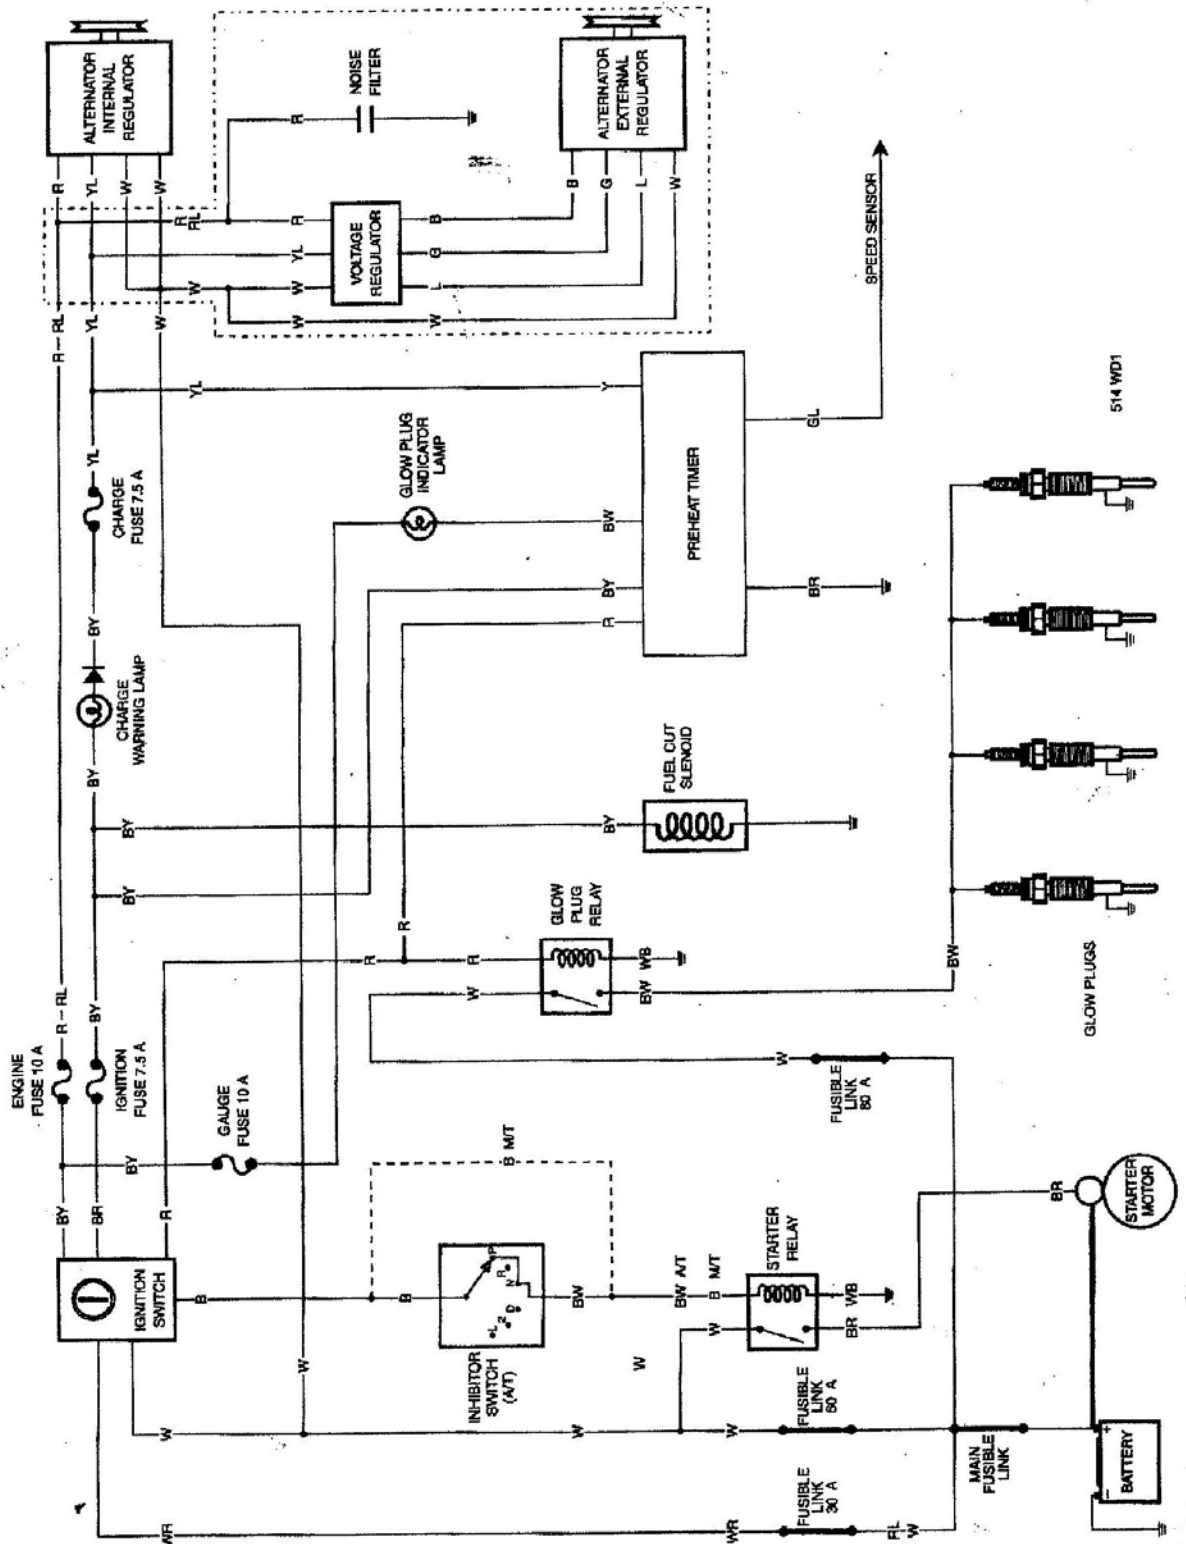 ENGINE
FUSE 10 A
BY
R
RL
R
RL
R
ALTERNATOR
INTERNAL
REGULATOR
IGNITION
SWITCH
BR
IGNITION
FUSE 7.5 A
BY
BY
CHARGE
WARNING LAMP
BY
CHARGE
FUSE 7.5 A
YL
YL
YL
WR
W
B
R
BY
BY
BY
W
YL
W
W
W
GAUGE
FUSE 10 A
R
RL
W
W
W
YL
R
R
NOISE
FILTER
W
B
R
R
GLOW PLUG
INDICATOR
LAMP
VOLTAGE
REGULATOR
INHIBITOR
SWITCH
(A/T)
L
2
D
N
R
P
B M/T
W
R
W
L
G
B
W
BW
GLOW
PLUG
RELAY
B
G
L
W
ALTERNATOR
EXTERNAL
REGULATOR
W
BW
WB
BY
R
BY
BW
Y
FUEL CUT
SLENOID
PREHEAT TIMER
BW A/T
B M/T
W
STARTER
RELAY
WR
W
W
BR
WB
BR
GL
FUSIBLE
LINK
30 A
FUSIBLE
LINK
FUSIBLE
LINK
80 A
SPEED SENSOR
RL
W
BW
MAIN
FUSIBLE
LINK
BR
GLOW PLUGS
514 WD1
BATTERY
+
–
STARTER
MOTOR